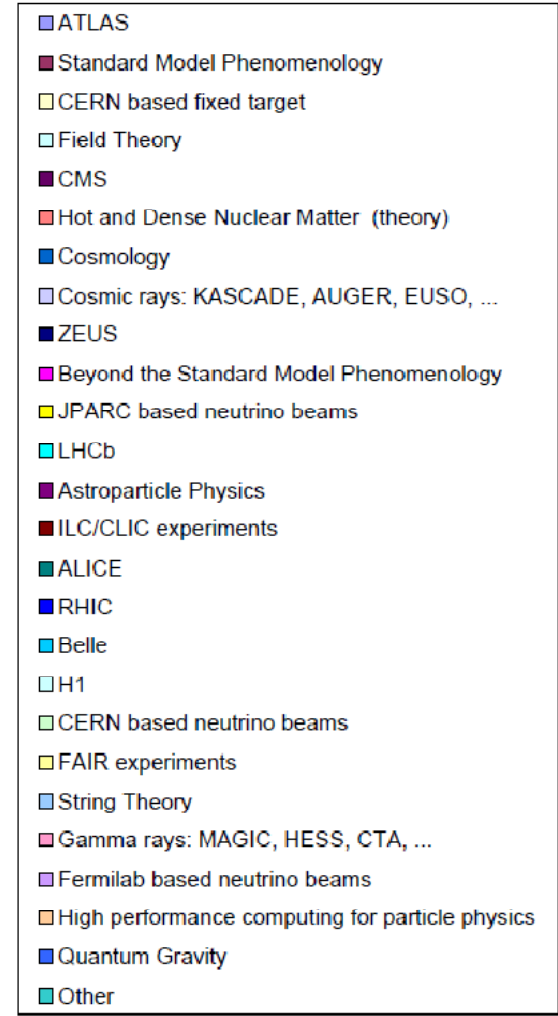 ATLAS
Standard Model Phenomenology
CERN based fixed target
Field Theory
CMS
Hot and Dense Nuclear Matter (theory)
Cosmology
Cosmic rays: KASCADE, AUGER, EUSO, ...
ZEUS
Beyond the Standard Model Phenomenology
JPARC based neutrino beams
LHCb
Astroparticle Physics
ILC/CLIC experiments
ALICE
RHIC
Belle
H1
CERN based neutrino beams
FAIR experiments
String Theory
Gamma rays: MAGIC, HESS, CTA, ...
Fermilab based neutrino beams
High performance computing for particle physics
Quantum Gravity
Other